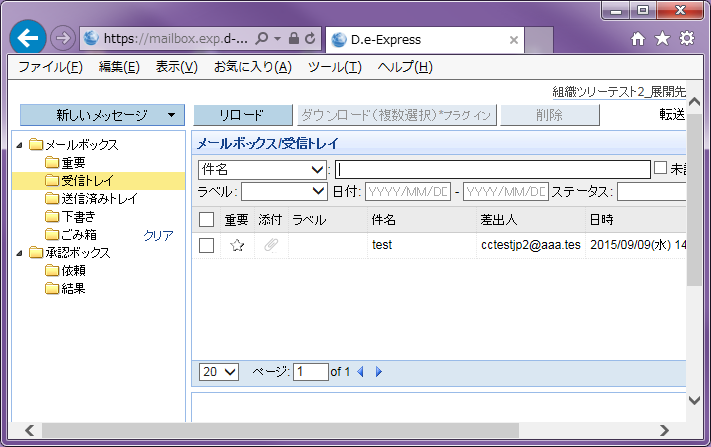 https://mailbox.exp.d-...
D.e-Express
ファイル(F) 編集(E) 表示(V) お気に入り(A) ツール(T) ヘルプ(H)
組織ツリーテスト2_展開先
新しいメッセージ リロード ダウンロード(複数選択)*プラグイン 削除 転送
メールボックス
重要
受信トレイ
送信済みトレイ
下書き
ごみ箱 クリア
承認ボックス
依頼
結果
メールボックス/受信トレイ
件名 :
ラベル: 日付: YYYY/MM/DD - YYYY/MM/DD ステータス:
重要 添付 ラベル 件名 差出人 日時
test cctestjp2@aaa.tes 2015/09/09(水) 14
20 ページ: 1 of 1